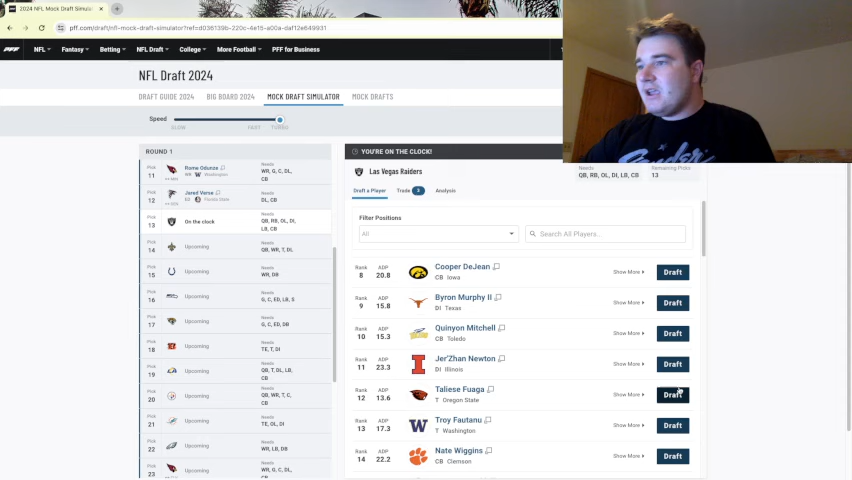 2024 NFL Mock Draft Simulat
pff.com/draft/nfl-mock-draft-simulator?ref=d036139b-220c-4e15-a00a-daf12e649931
PFF NFL Fantasy Betting NFL Draft College More Football PFF for Business
NFL Draft 2024
DRAFT GUIDE 2024 BIG BOARD 2024 MOCK DRAFT SIMULATOR MOCK DRAFTS
Speed
SLOW FAST TURBO
ROUND 1
Pick 11 Rome Odunze
WR Washington
Needs
WR, G, C, DL, CB
Pick 12 Jared Verse
ED Florida State
Needs
DL, CB
Pick 13 On the clock
Needs
QB, RB, OL, DI, LB, CB
Pick 14 Upcoming
Needs
QB, WR, T, DL
Pick 15 Upcoming
Needs
WR, DB
Pick 16 Upcoming
Needs
G, C, ED, LB, S
Pick 17 Upcoming
Needs
G, C, ED, DB
Pick 18 Upcoming
Needs
TE, T, DI
Pick 19 Upcoming
Needs
QB, T, DL, LB, CB
Pick 20 Upcoming
Needs
QB, WR, T, C, CB
Pick 21 Upcoming
Needs
TE, OL, DI
Pick 22 Upcoming
Needs
WR, LB, DB
Pick 23 Upcoming
Needs
WR, G, C, DL, CB
YOU'RE ON THE CLOCK!
Las Vegas Raiders
Needs
QB, RB, OL, DI, LB, CB
Remaining Picks
13
Draft a Player Trade 3 Analysis
Filter Positions
All
Search All Players...
Rank 8 ADP 20.8 Cooper DeJean
CB Iowa
Show More Draft
Rank 9 ADP 15.8 Byron Murphy II
DI Texas
Show More Draft
Rank 10 ADP 15.3 Quinyon Mitchell
CB Toledo
Show More Draft
Rank 11 ADP 23.3 Jer'Zhan Newton
DI Illinois
Show More Draft
Rank 12 ADP 13.6 Taliese Fuaga
T Oregon State
Show More Draft
Rank 13 ADP 17.3 Troy Fautanu
T Washington
Show More Draft
Rank 14 ADP 22.2 Nate Wiggins
CB Clemson
Show More Draft